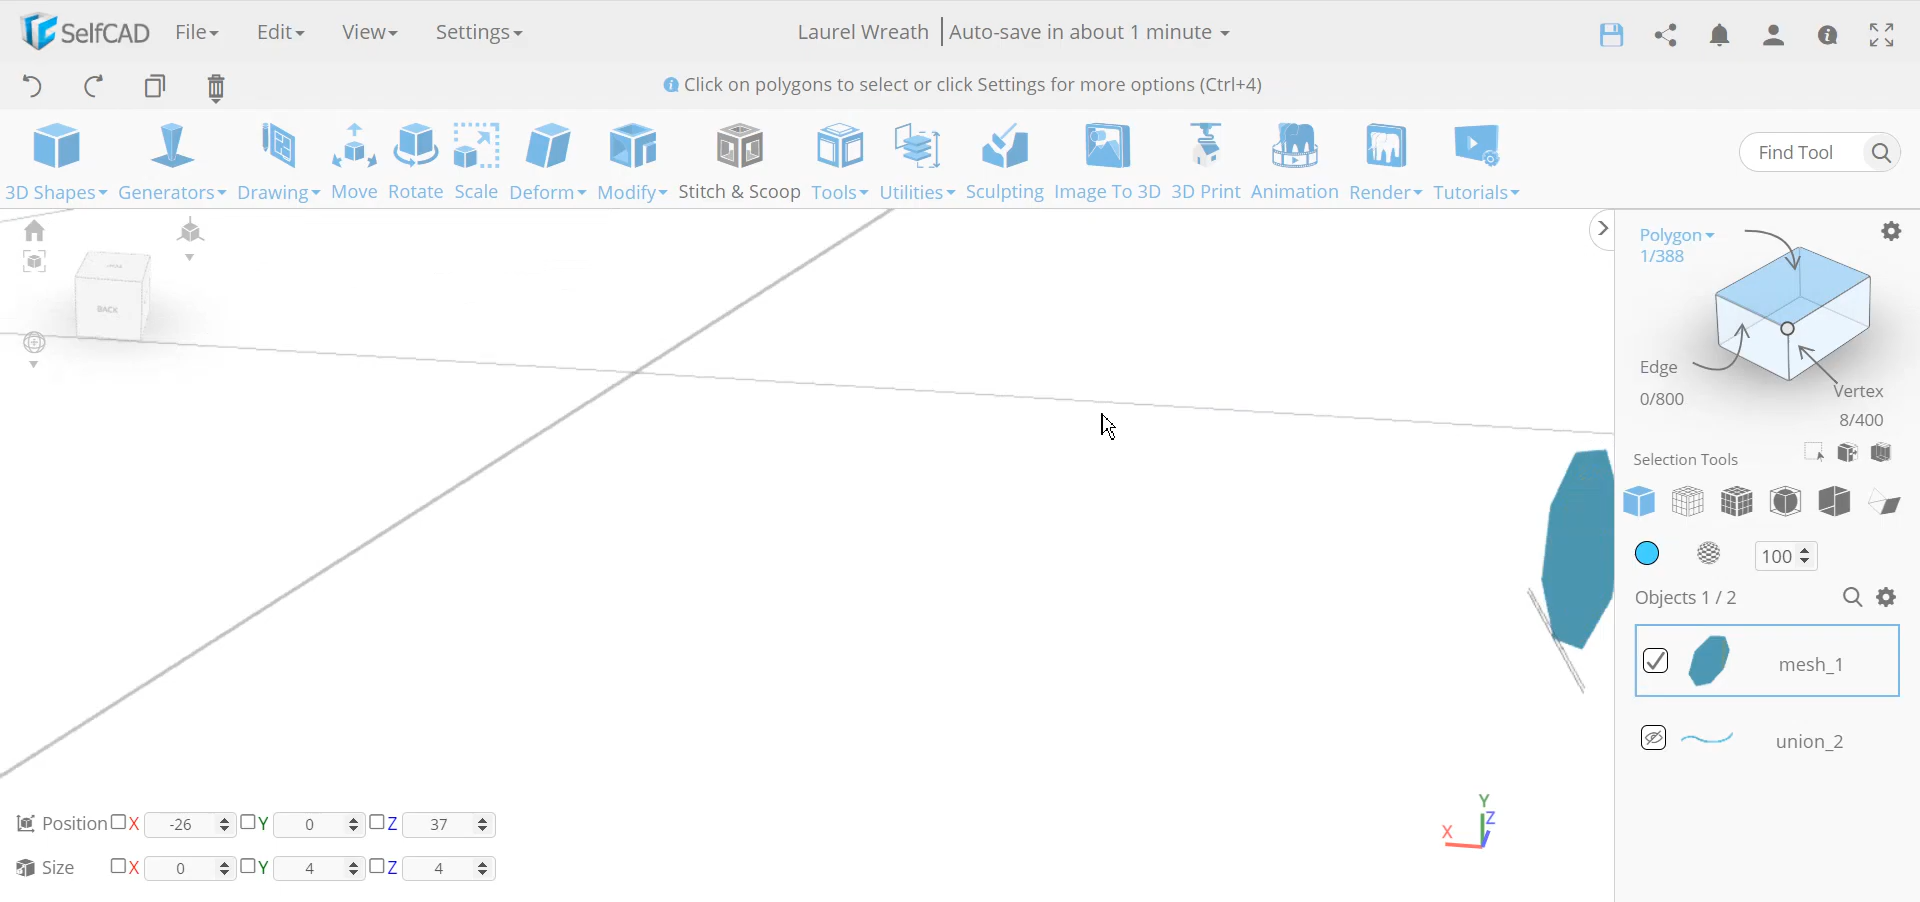 SelfCAD File Edit View Settings Laurel Wreath Auto-save in about 1 minute
Click on polygons to select or click Settings for more options (Ctrl+4)
3D Shapes Generators Drawing Move Rotate Scale Deform Modify Stitch & Scoop Tools Utilities Sculpting Image To 3D 3D Print Animation Render Tutorials Find Tool
BACK
Polygon
1/388
Edge
0/800
Vertex
8/400
Selection Tools
100
Objects 1 / 2
mesh_1
union_2
Y
Z
X
Position X -26 Y 0 Z 37
Size X 0 Y 4 Z 4